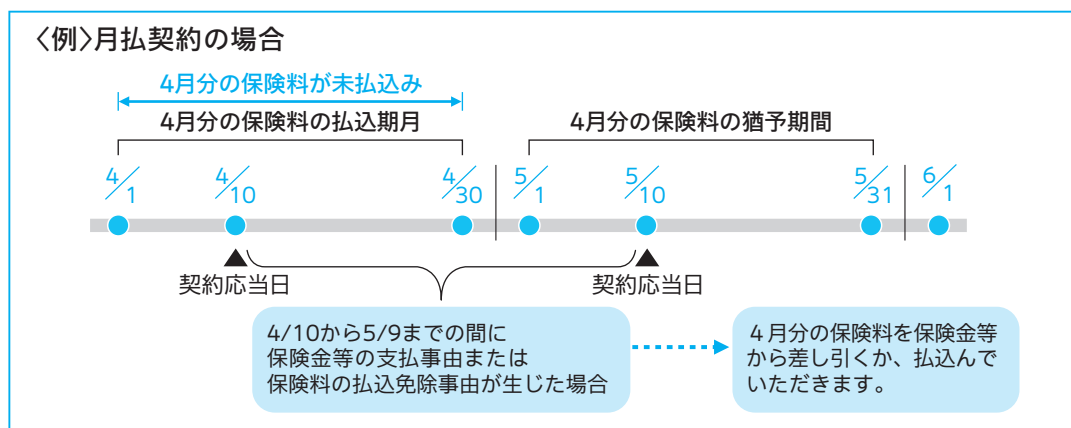 〈例〉月払契約の場合
4月分の保険料が未払込み
4月分の保険料の払込期月
4月分の保険料の猶予期間
4/1
4/10
4/30
5/1
5/10
5/31
6/1
契約応当日
契約応当日
4/10から5/9までの間に
保険金等の支払事由または
保険料の払込免除事由が生じた場合
4月分の保険料を保険金等
から差し引くか、払込んで
いただきます。